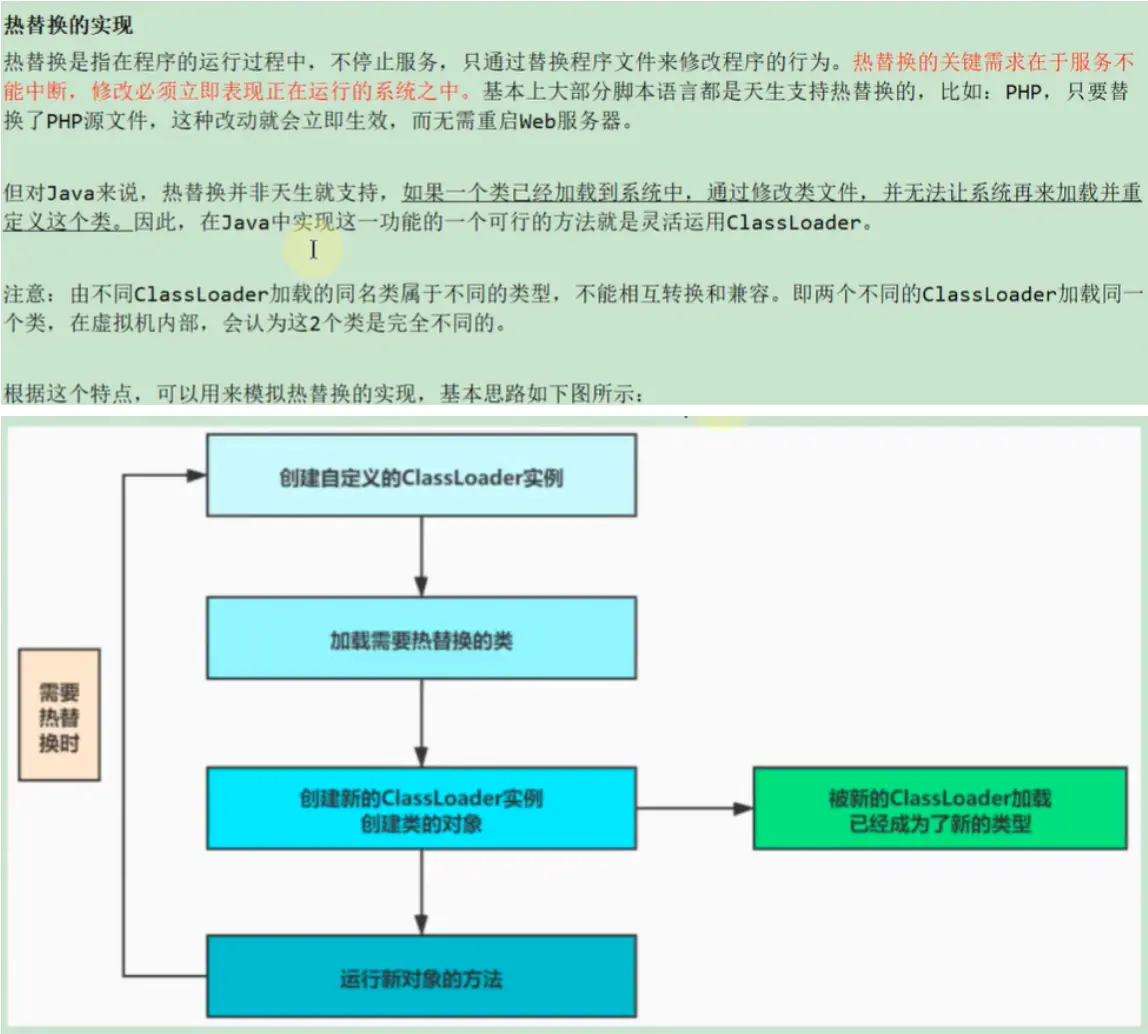 热替换的实现
热替换是指在程序的运行过程中，不停止服务，只通过替换程序文件来修改程序的行为。热替换的关键需求在于服务不
能中断，修改必须立即表现正在运行的系统之中。基本上大部分脚本语言都是天生支持热替换的，比如：PHP，只要替
换了PHP源文件，这种改动就会立即生效，而无需重启Web服务器。
但对Java来说，热替换并非天生就支持，如果一个类已经加载到系统中，通过修改类文件，并无法让系统再来加载并重
定义这个类。因此，在Java中实现这一功能的一个可行的方法就是灵活运用ClassLoader。
注意：由不同ClassLoader加载的同名类属于不同的类型，不能相互转换和兼容。即两个不同的ClassLoader加载同一
个类，在虚拟机内部，会认为这2个类是完全不同的。
根据这个特点，可以用来模拟热替换的实现，基本思路如下图所示：
创建自定义的ClassLoader实例
加载需要热替换的类
需要
热替
换时
创建新的ClassLoader实例
创建类的对象
被新的ClassLoader加载
已经成为了新的类型
运行新对象的方法